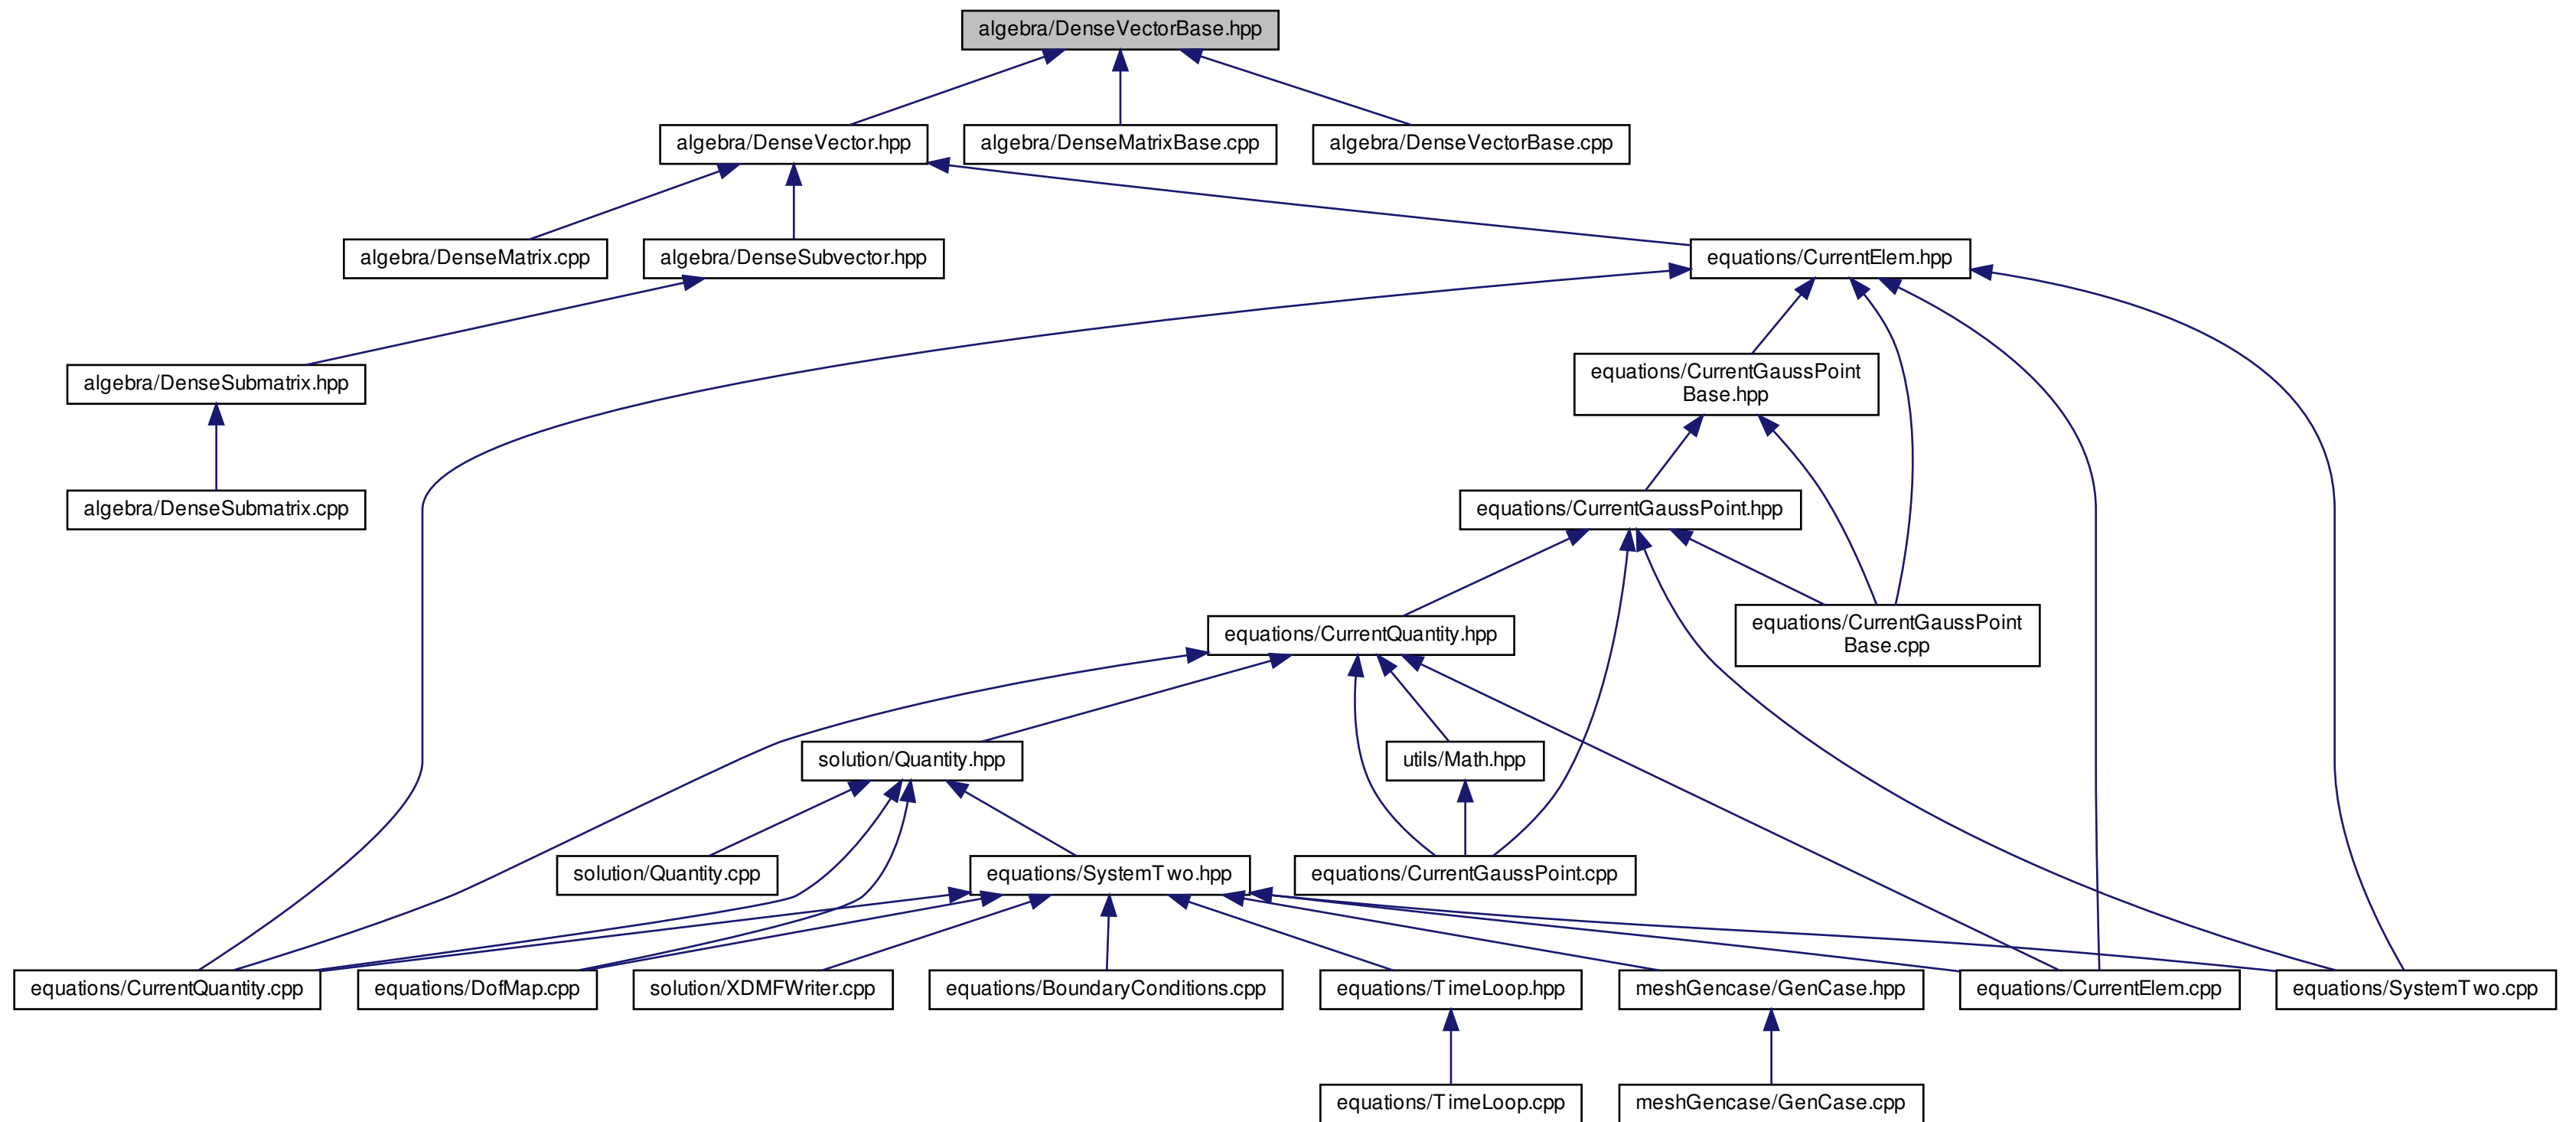 algebra/DenseVectorBase.hpp
algebra/DenseVector.hpp
algebra/DenseMatrixBase.cpp
algebra/DenseVectorBase.cpp
algebra/DenseMatrix.cpp
algebra/DenseSubvector.hpp
equations/CurrentElem.hpp
algebra/DenseSubmatrix.hpp
equations/CurrentGaussPoint
Base.hpp
algebra/DenseSubmatrix.cpp
equations/CurrentGaussPoint.hpp
equations/CurrentQuantity.hpp
equations/CurrentGaussPoint
Base.cpp
solution/Quantity.hpp
utils/Math.hpp
solution/Quantity.cpp
equations/SystemTwo.hpp
equations/CurrentGaussPoint.cpp
equations/CurrentQuantity.cpp
equations/DofMap.cpp
solution/XDMFWriter.cpp
equations/BoundaryConditions.cpp
equations/TimeLoop.hpp
meshGencase/GenCase.hpp
equations/CurrentElem.cpp
equations/SystemTwo.cpp
equations/TimeLoop.cpp
meshGencase/GenCase.cpp